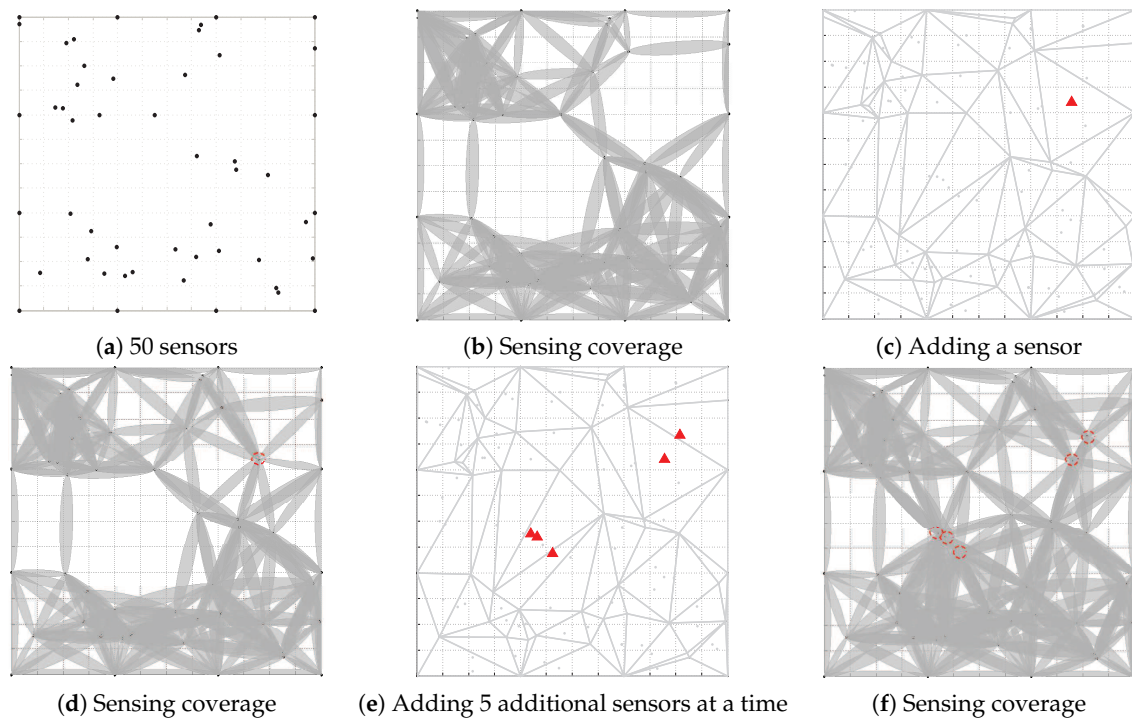 (a) 50 sensors
(b) Sensing coverage
(c) Adding a sensor
(d) Sensing coverage
(e) Adding 5 additional sensors at a time
(f) Sensing coverage